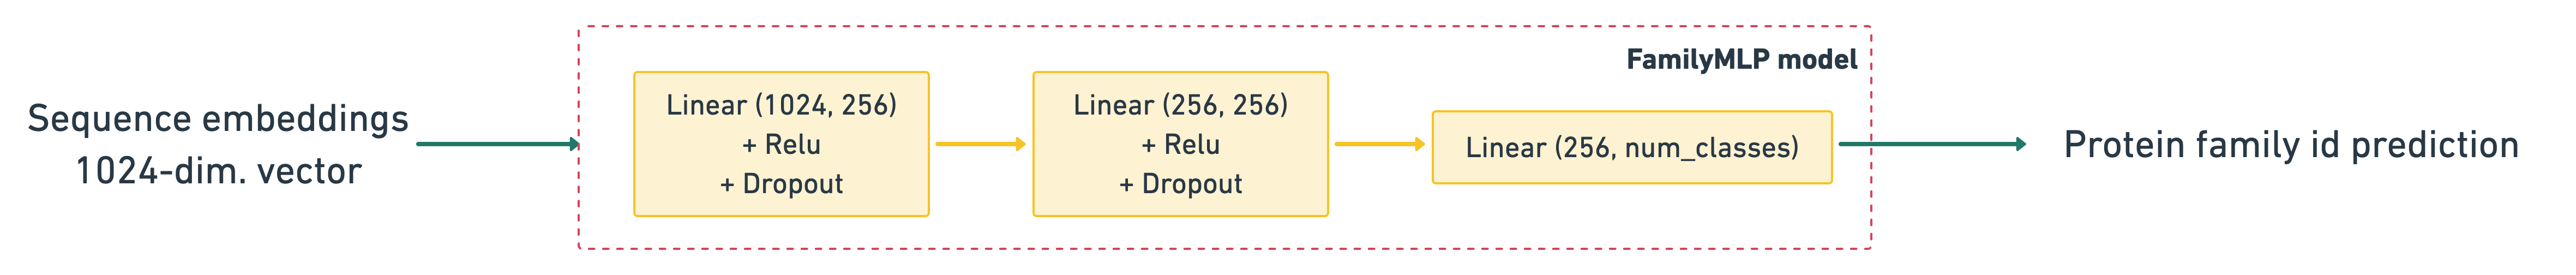 Sequence embeddings
1024-dim. vector
FamilyMLP model
Linear (1024, 256)
+ Relu
+ Dropout
Linear (256, 256)
+ Relu
+ Dropout
Linear (256, num_classes)
Protein family id prediction